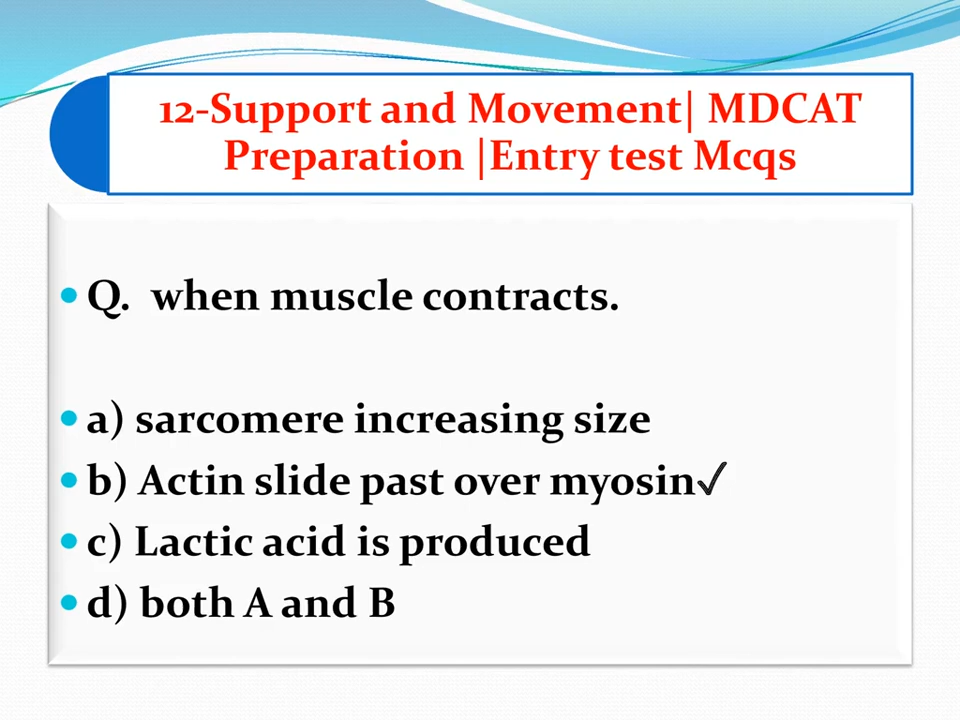 12-Support and Movement| MDCAT
Preparation |Entry test Mcqs
• Q.  when muscle contracts.
• a) sarcomere increasing size
• b) Actin slide past over myosin✓
• c) Lactic acid is produced
• d) both A and B